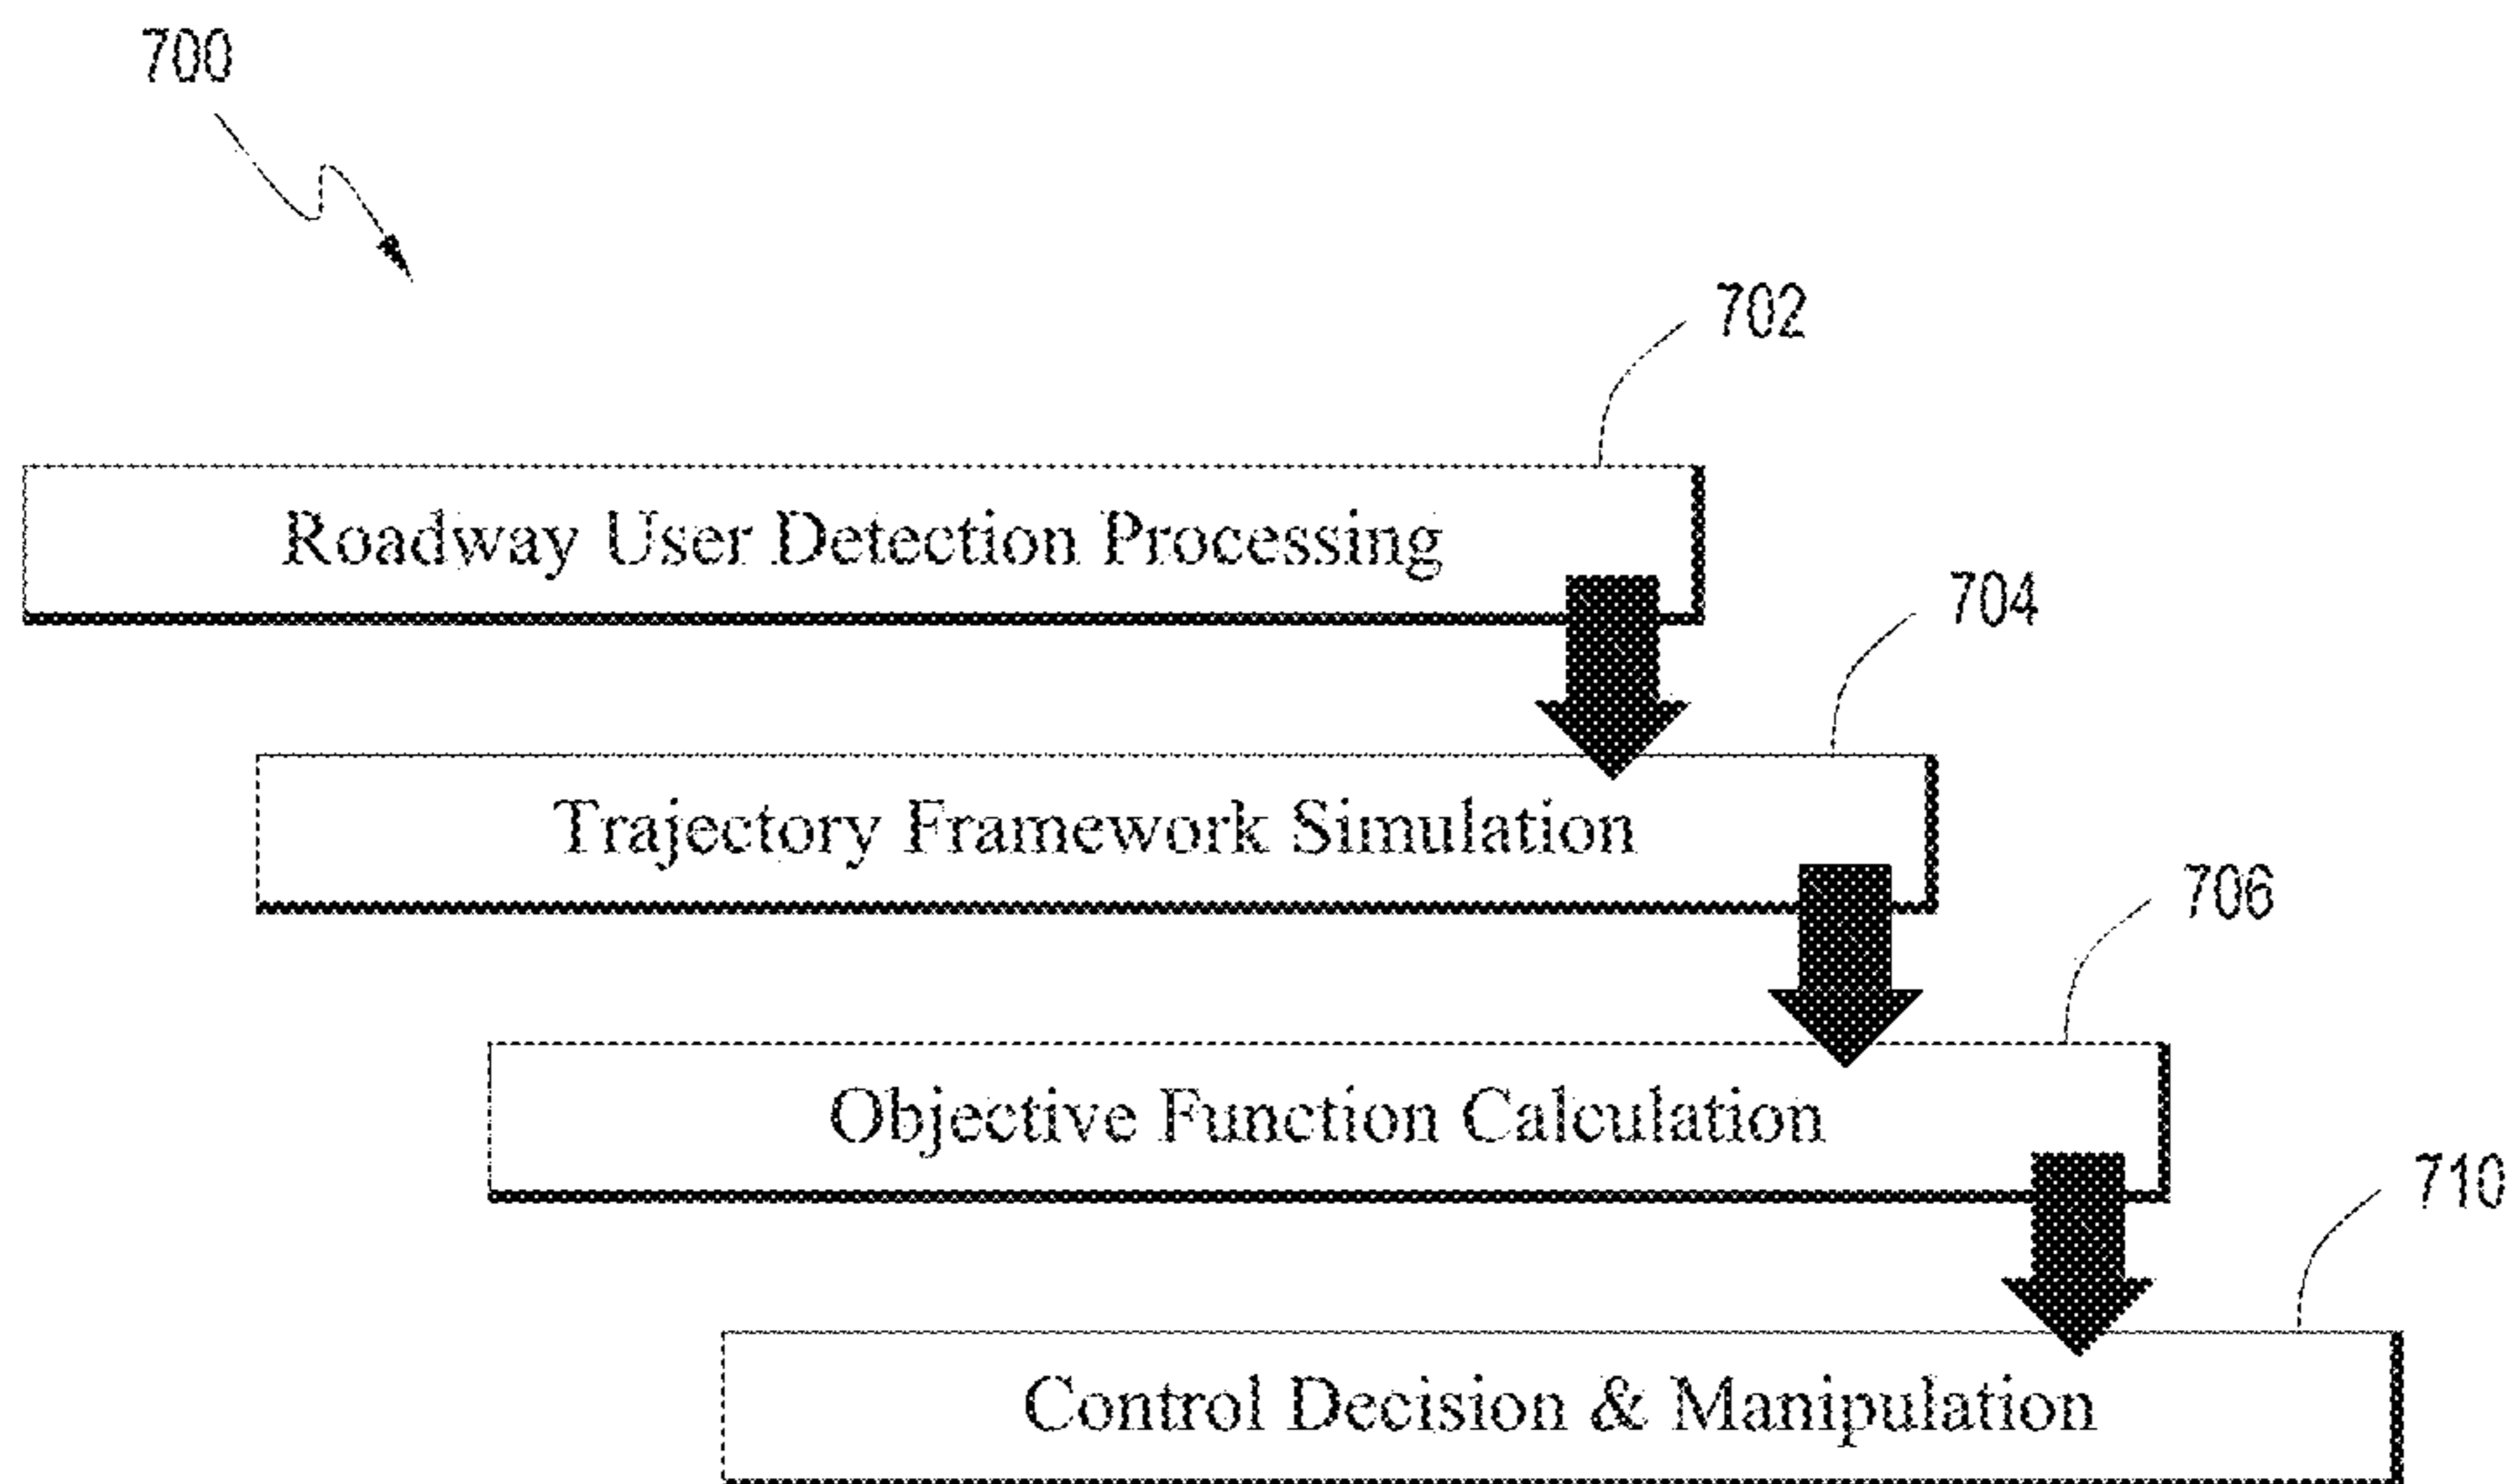 700
702
Roadway User Detection Processing
704
Trajectory Framework Simulation
706
Objective Function Calculation
710
Control Decision & Manipulation